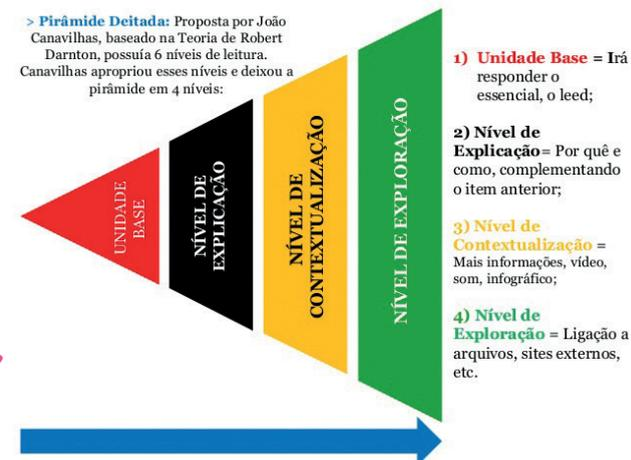 > Pirâmide Deitada: Proposta por João
Canavilhas, baseado na Teoria de Robert
Darnton, possuía 6 níveis de leitura.
Canavilhas apropriou esses níveis e deixou a
pirâmide em 4 níveis:
UNIDADE
BASE
NÍVEL DE
EXPLICAÇÃO
NÍVEL DE
CONTEXTUALIZAÇÃO
NÍVEL DE EXPLORAÇÃO
1) Unidade Base = Irá
responder o
essencial, o leed;
2) Nível de
Explicação= Por quê e
como, complementando
o item anterior;
3) Nível de
Contextualização =
Mais informações, vídeo,
som, infográfico;
4) Nível de
Exploração = Ligação a
arquivos, sites externos,
etc.